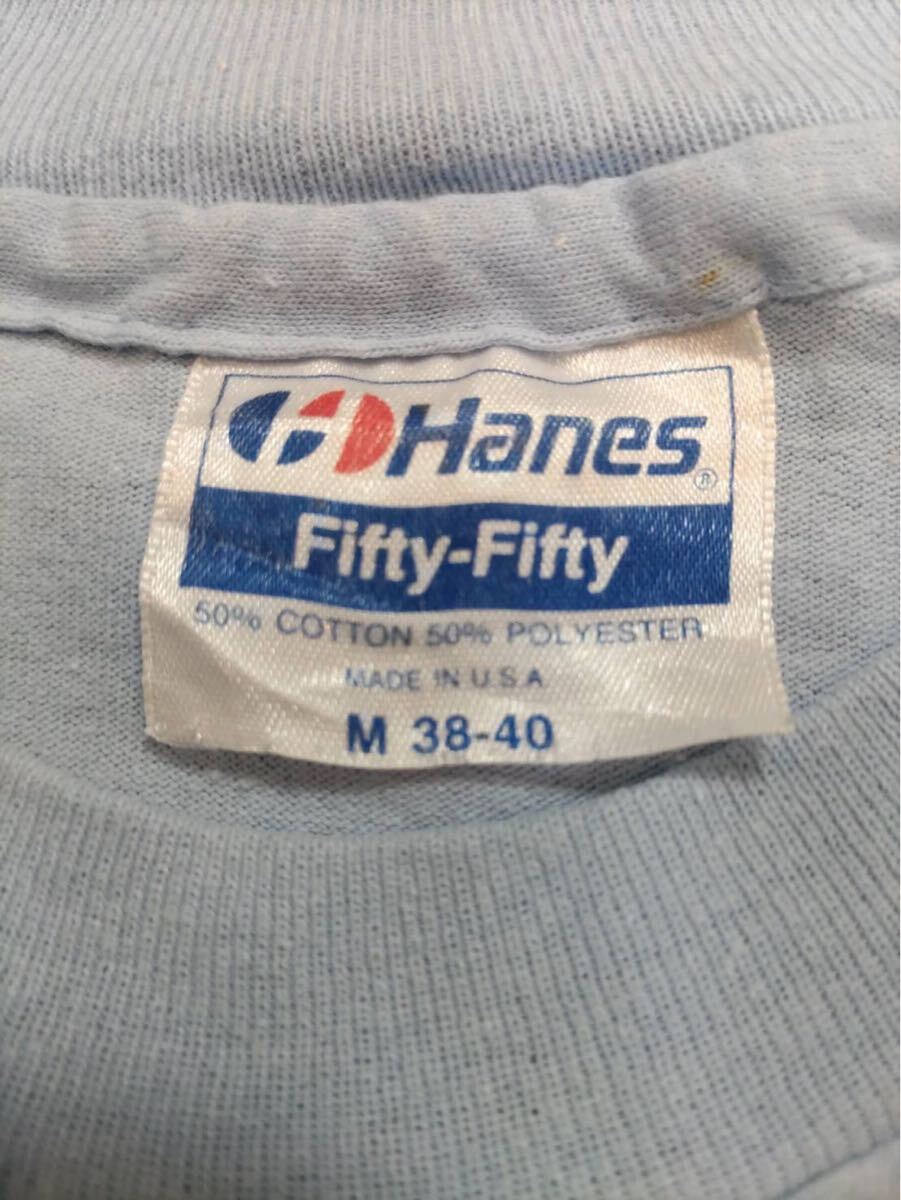 Hanes®
Fifty-Fifty
50% COTTON 50% POLYESTER
MADE IN U.S.A
M 38-40